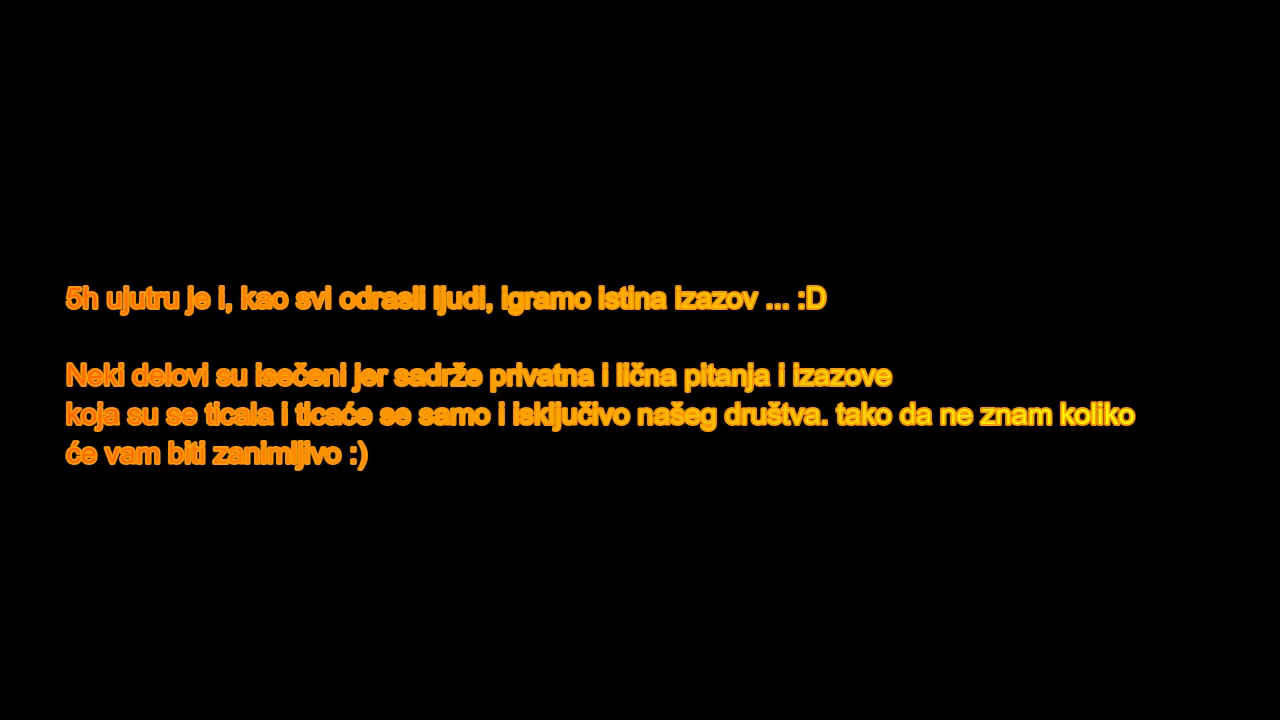 5h ujutru je i, kao svi odrasli ljudi, igramo istina izazov ... :D
Neki delovi su isečeni jer sadrže privatna i lična pitanja i izazove
koja su se ticala i ticaće se samo i isključivo našeg društva. tako da ne znam koliko
će vam biti zanimljivo :)